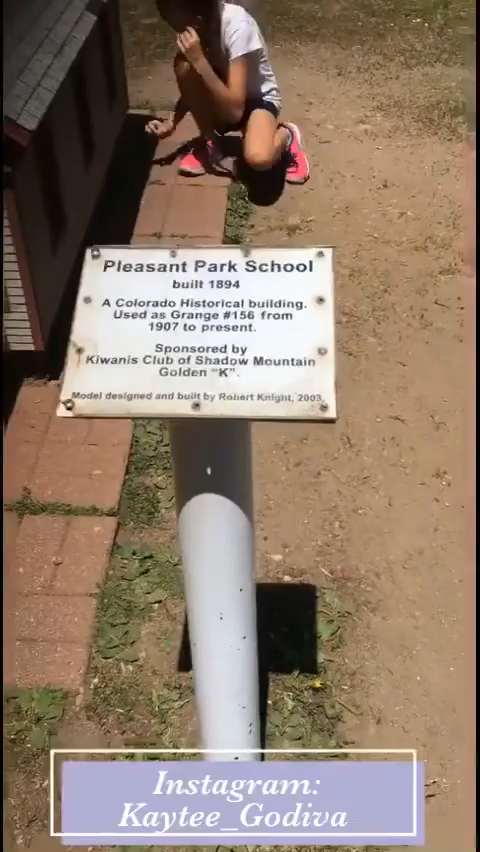 Pleasant Park School
built 1894
A Colorado Historical building.
Used as Grange #156 from
1907 to present.
Sponsored by
Kiwanis Club of Shadow Mountain
Golden "K".
Model designed and built by Robert Knight, 2003.
Instagram:
Kaytee_Godiva